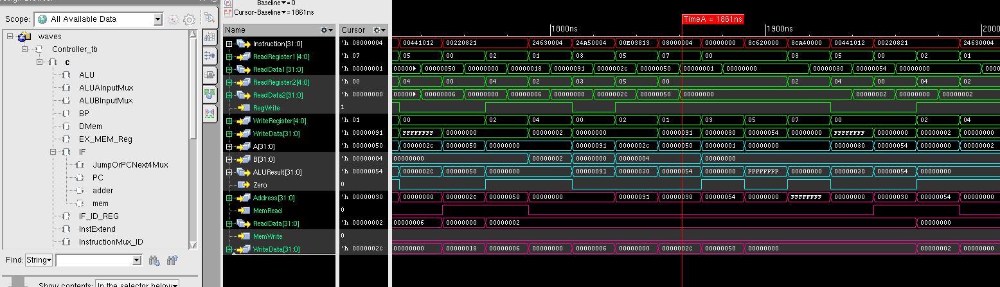 Design Browser
Baseline ▾= 0
Cursor-Baseline ▾= 1861ns
Scope: All Available Data
TimeA = 1861ns
1800ns 1900ns 2000
Name Cursor
waves
Controller_tb
c
ALU
ALUAInputMux
ALUBInputMux
BP
DMem
EX_MEM_Reg
IF
JumpOrPCNext4Mux
PC
adder
mem
IF_ID_REG
InstExtend
InstructionMux_ID
Find: String
Show contents: In the selector below
Instruction[31:0] 'h 08000004 00441012 00220821 24630004 24A50004 00E03813 08000004 00000000 8c620000 8CA40000 00441012 00220821 24630004
ReadRegister1[4:0] 'h 07 05 00 02 01 03 05 07 00 03 05 00 02 01
ReadData1[31:0] 'h 00000001 00000 00000050 00000000 00000018 00000091 0000002c 00000050 00000001 00000000 00000030 00000054 00000000
ReadRegister2[4:0] 'h 00 04 00 04 02 03 05 00 02 04 00 04 02
ReadData2[31:0] 'h 00000000 00000 00000006 00000000 00000006 00000000 0000002c 00000050 00000000 00000002 00000000 00000002
RegWrite 1
WriteRegister[4:0] 'h 01 00 02 04 00 02 01 03 05 07 00 02 04
WriteData[31:0] 'h 00000091 FFFFFFFF 00000000 00000002 00000000 00000091 00000030 00000054 00000000 FFFFFFFF 00000000 00000002
A[31:0] 'h 00000050 00000000 0000002c 00000050 00000000 00000091 0000002c 00000050 00000001 00000000 00000030 00000054 00000000 00000002
B[31:0] 'h 00000004 00000000 00000002 00000000 00000004 00000000
ALUResult[31:0] 'h 00000054 0000002c 00000050 00000000 00000091 00000030 00000054 00000000 FFFFFFFF 00000000 00000030 00000054 00000000
Zero 0
Address[31:0] 'h 00000030 00000000 0000002c 00000050 00000000 00000091 00000030 00000054 00000000 FFFFFFFF 00000000 00000030 00000054 00000000
MemRead 0
ReadData[31:0] 'h 00000002 00000006 00000000 00000002 00000000
MemWrite 0
WriteData[31:0] 'h 0000002c 00000000 00000018 00000006 00000000 00000006 00000000 0000002c 00000050 00000000 00000002 00000000